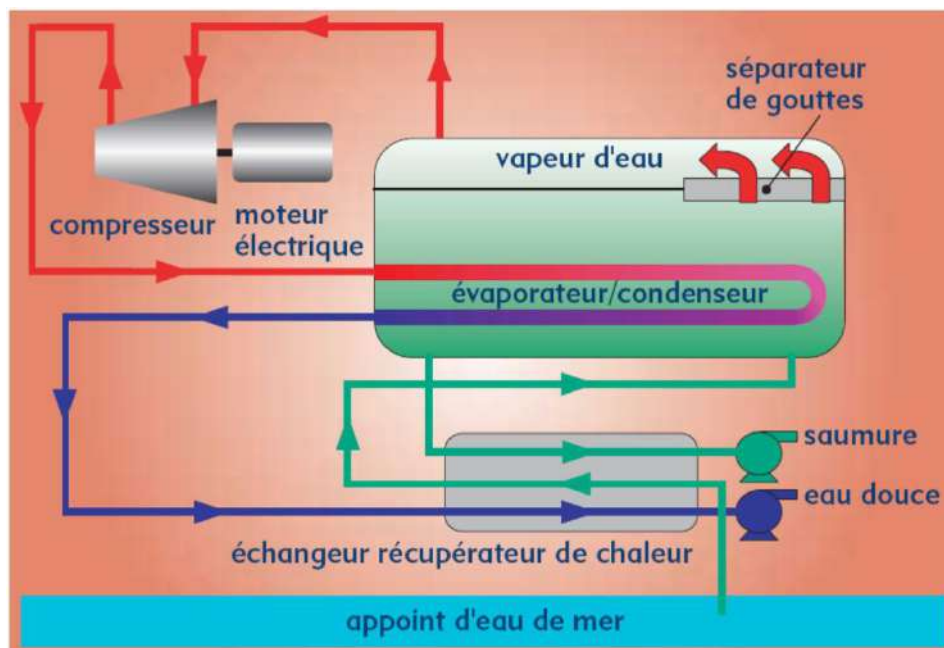 séparateur
de gouttes
vapeur d'eau
compresseur
moteur
électrique
évaporateur/condenseur
saumure
eau douce
échangeur récupérateur de chaleur
appoint d'eau de mer